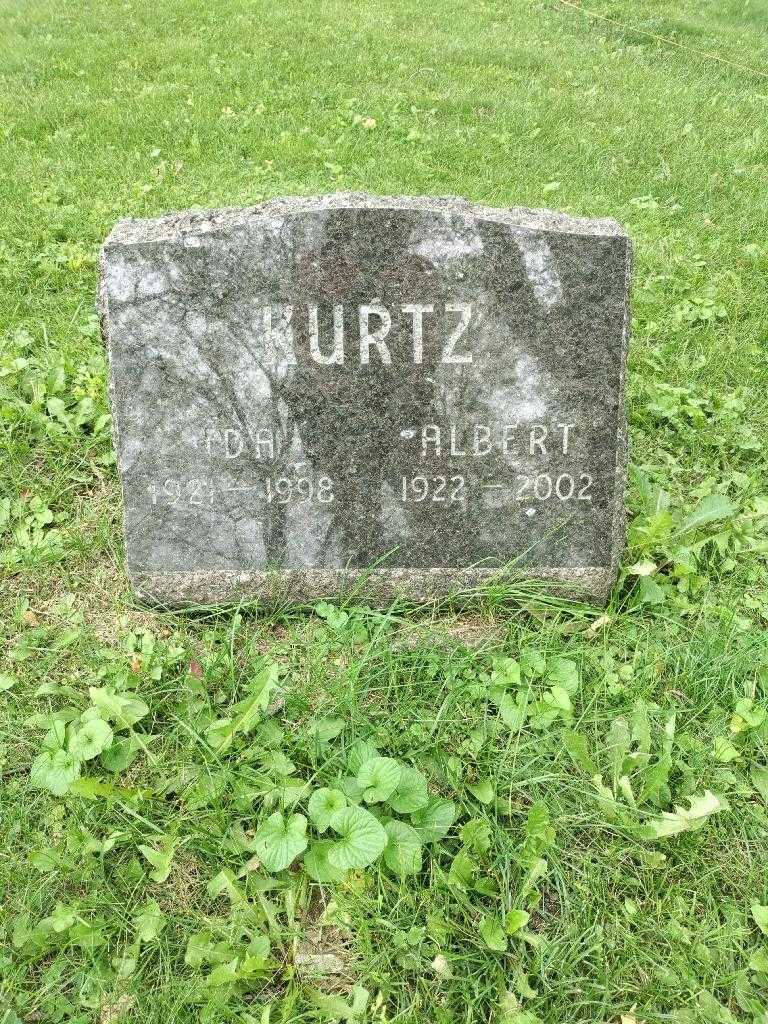 KURTZ
IDA ALBERT
1921 – 1998 1922 – 2002